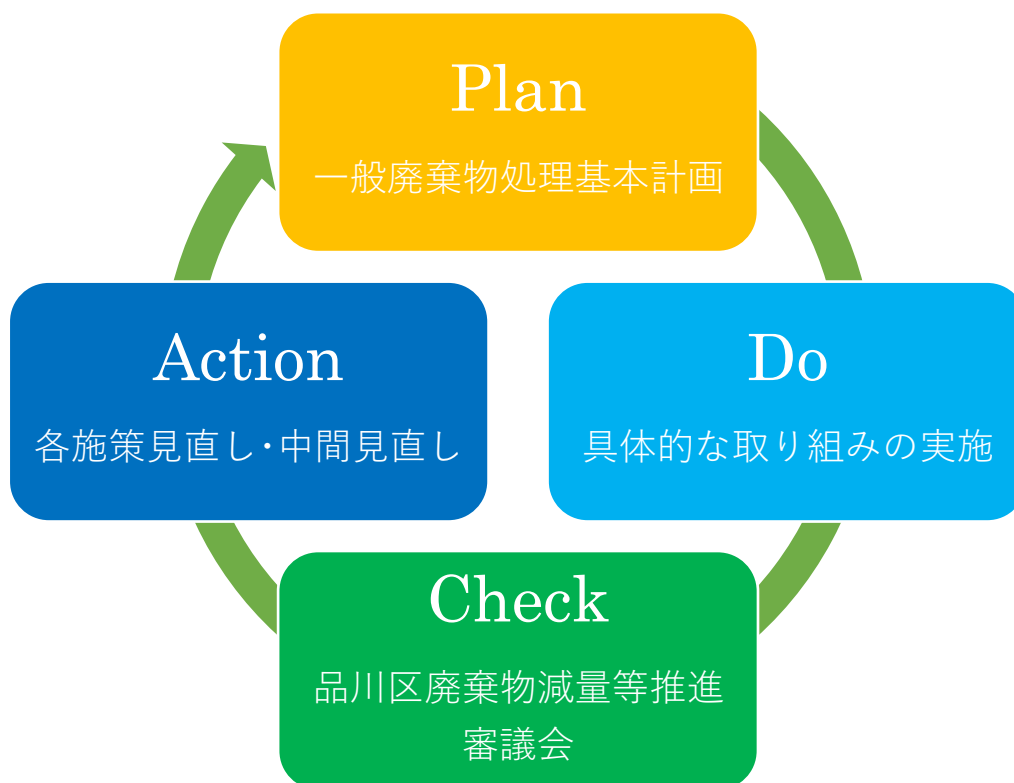 Plan
一般廃棄物処理基本計画
Action
各施策見直し・中間見直し
Do
具体的な取り組みの実施
Check
品川区廃棄物減量等推進
審議会